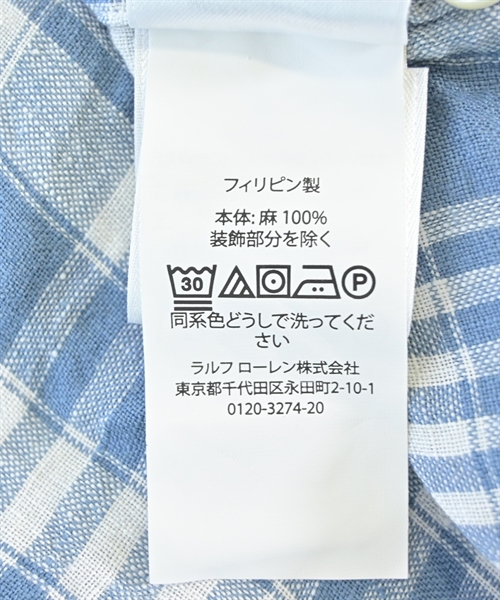 フィリピン製
本体: 麻 100%
装飾部分を除く
30 P
同系色どうしで洗ってくだ
さい
ラルフ ローレン株式会社
東京都千代田区永田町2-10-1
0120-3274-20